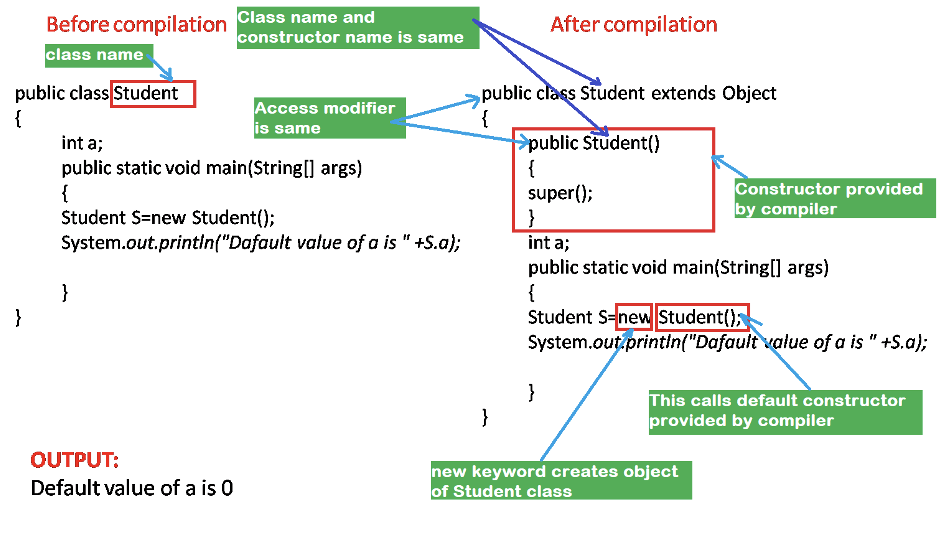 Before compilation
class name
public class Student
{
int a;
public static void main(String[] args)
{
Student S=new Student();
System.out.println("Dafault value of a is " +S.a);
}
}
OUTPUT:
Default value of a is 0
Class name and
constructor name is same
Access modifier
is same
After compilation
public class Student extends Object
{
public Student()
{
super();
}
Constructor provided
by compiler
int a;
public static void main(String[] args)
{
Student S=new Student();
System.out.println("Dafault value of a is " +S.a);
}
}
This calls default constructor
provided by compiler
new keyword creates object
of Student class